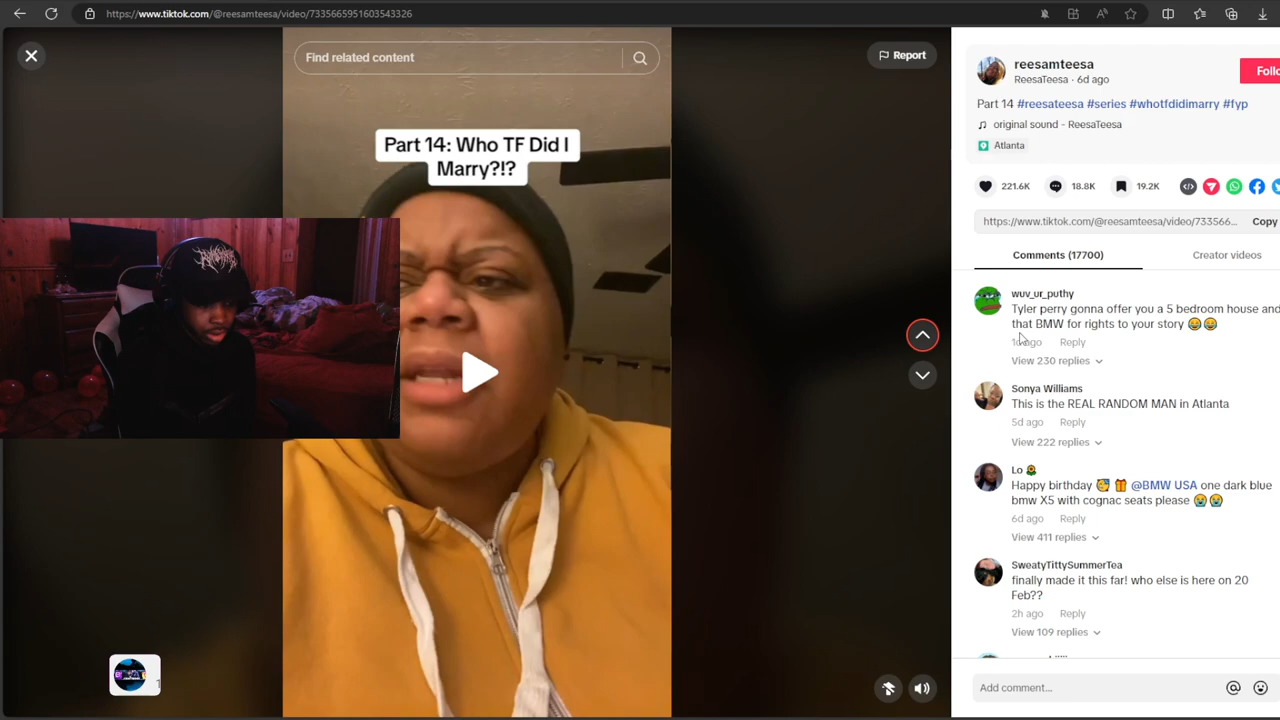 https://www.tiktok.com/@reesamteesa/video/7335665951603543326
Find related content
Report
Part 14: Who TF Did I
Marry?!?
reesamteesa
ReesaTeesa · 6d ago
Follo
Part 14 #reesateesa #series #whotfdidimarry #fyp
original sound - ReesaTeesa
Atlanta
221.6K
18.8K
19.2K
https://www.tiktok.com/@reesamteesa/video/733566...
Copy
Comments (17700)
Creator videos
wuv_ur_puthy
Tyler perry gonna offer you a 5 bedroom house and
that BMW for rights to your story 😂😂
1d ago Reply
View 230 replies
Sonya Williams
This is the REAL RANDOM MAN in Atlanta
5d ago Reply
View 222 replies
Lo 🌻
Happy birthday 🥳 🎁 @BMW USA one dark blue
bmw X5 with cognac seats please 😭😭
6d ago Reply
View 411 replies
SweatyTittySummerTea
finally made it this far! who else is here on 20
Feb??
2h ago Reply
View 109 replies
Add comment...